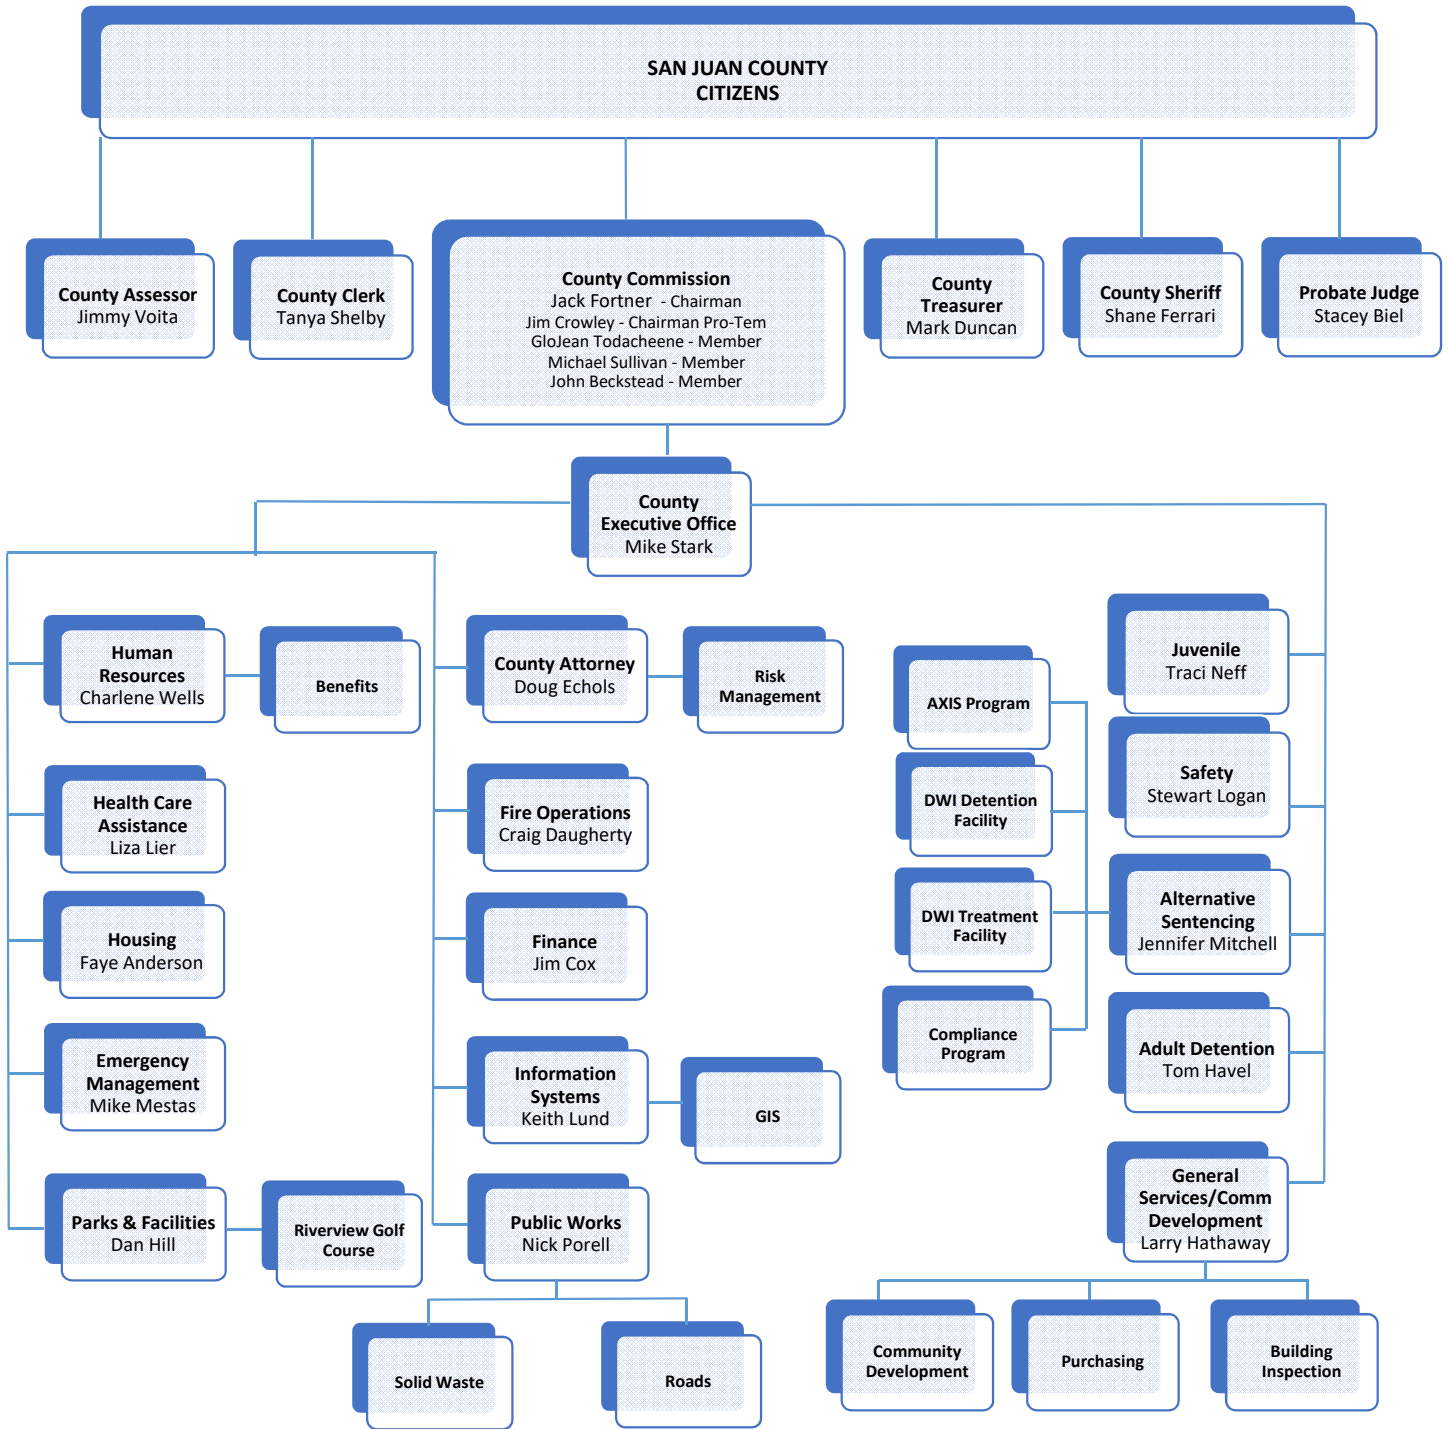 SAN JUAN COUNTY
CITIZENS
County Assessor
Jimmy Voita
County Clerk
Tanya Shelby
County Commission
Jack Fortner - Chairman
Jim Crowley - Chairman Pro-Tem
GloJean Todacheene - Member
Michael Sullivan - Member
John Beckstead - Member
County
Treasurer
Mark Duncan
County Sheriff
Shane Ferrari
Probate Judge
Stacey Biel
County
Executive Office
Mike Stark
Human
Resources
Charlene Wells
Benefits
Health Care
Assistance
Liza Lier
Housing
Faye Anderson
Emergency
Management
Mike Mestas
Parks & Facilities
Dan Hill
Riverview Golf
Course
County Attorney
Doug Echols
Risk
Management
Fire Operations
Craig Daugherty
Finance
Jim Cox
Information
Systems
Keith Lund
GIS
Public Works
Nick Porell
Solid Waste
Roads
Juvenile
Traci Neff
Safety
Stewart Logan
Alternative
Sentencing
Jennifer Mitchell
AXIS Program
DWI Detention
Facility
DWI Treatment
Facility
Compliance
Program
Adult Detention
Tom Havel
General
Services/Comm
Development
Larry Hathaway
Community
Development
Purchasing
Building
Inspection